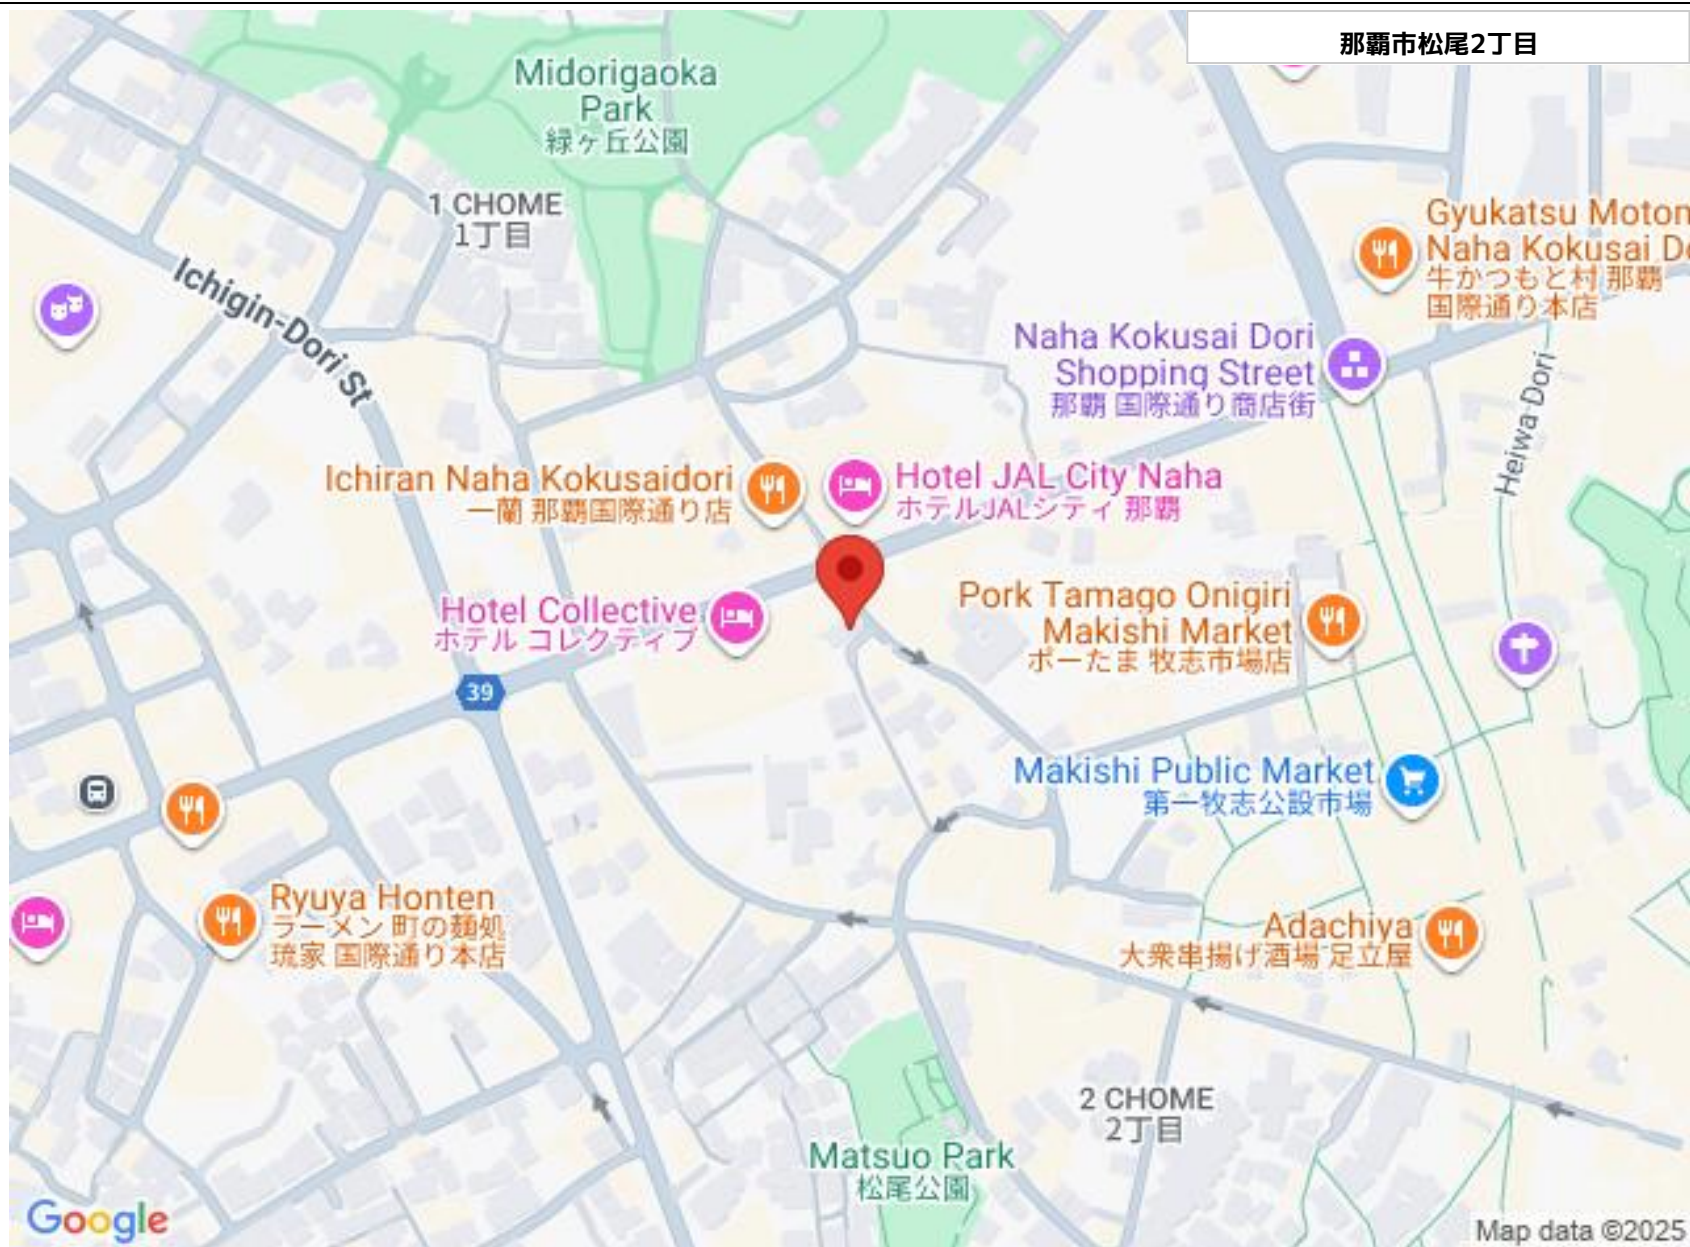 那覇市松尾2丁目
Midorigaoka
Park
緑ヶ丘公園
1 CHOME
1丁目
Gyukatsu Moton
Naha Kokusai Do
牛かつもと村 那覇
国際通り本店
Ichigin-Dori St
Naha Kokusai Dori
Shopping Street
那覇 国際通り商店街
Heiwa Dori
Ichiran Naha Kokusaidori
一蘭 那覇国際通り店
Hotel JAL City Naha
ホテルJALシティ 那覇
Hotel Collective
ホテル コレクティブ
Pork Tamago Onigiri
Makishi Market
ポーたま 牧志市場店
39
Makishi Public Market
第一牧志公設市場
Ryuya Honten
ラーメン 町の麺処
琉家 国際通り本店
Adachiya
大衆串揚げ酒場 足立屋
2 CHOME
2丁目
Matsuo Park
松尾公園
Google
Map data ©2025